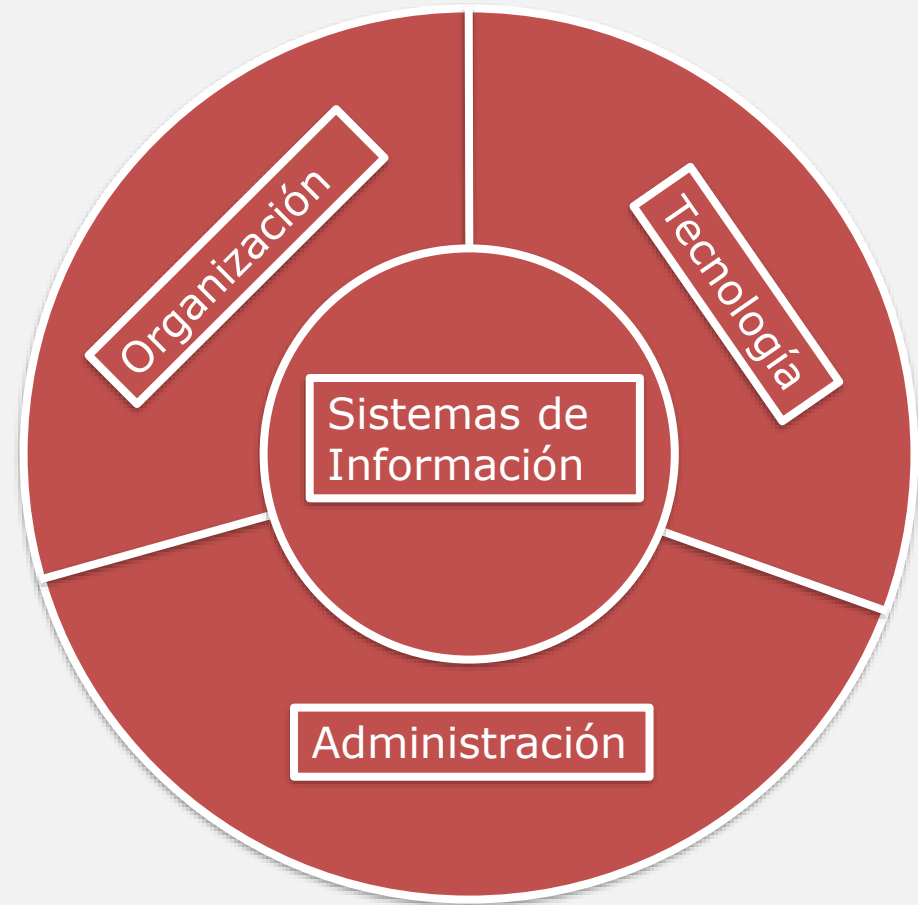 Organización
Tecnología
Sistemas de
Información
Administración